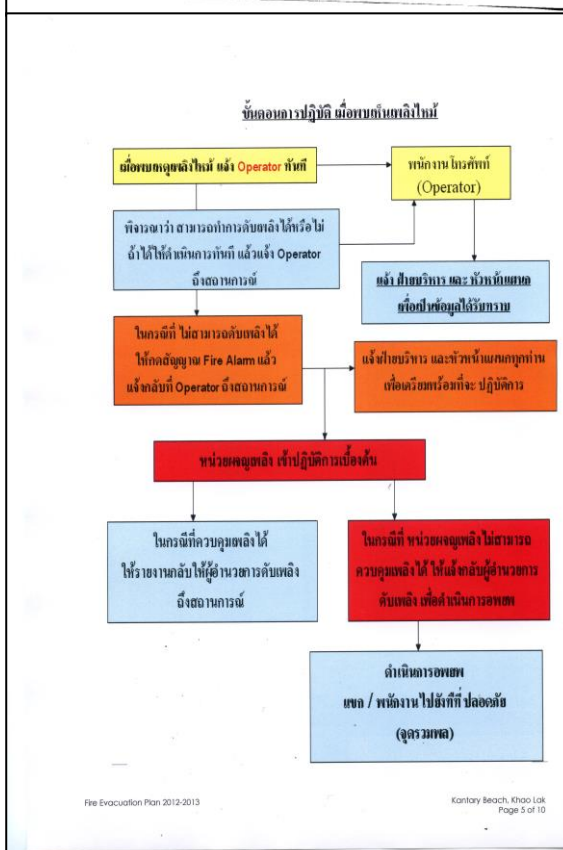 ขั้นตอนการปฏิบัติ เมื่อพบเห็นเพลิงไหม้
เมื่อพบเหตุเพลิงไหม้ แจ้ง Operator ทันที
พนักงานโทรศัพท์
(Operator)
พิจารณาว่า สามารถทำการดับเพลิงได้หรือไม่
ถ้าได้ให้ดำเนินการทันที แล้วแจ้ง Operator
ถึงสถานการณ์
แจ้ง ฝ่ายบริหาร และ หัวหน้าแผนก
เพื่อเป็นข้อมูลได้รับทราบ
ในกรณีที่ ไม่สามารถดับเพลิงได้
ให้กดสัญญาณ Fire Alarm แล้ว
แจ้งกลับที่ Operator ถึงสถานการณ์
แจ้งฝ่ายบริหาร และหัวหน้าแผนกทุกท่าน
เพื่อเตรียมพร้อมที่จะ ปฏิบัติการ
หน่วยผจญเพลิง เข้าปฏิบัติการเบื้องต้น
ในกรณีที่ควบคุมเพลิงได้
ให้รายงานกลับให้ผู้อำนวยการดับเพลิง
ถึงสถานการณ์
ในกรณีที่ หน่วยผจญเพลิงไม่สามารถ
ควบคุมเพลิงได้ ให้แจ้งกลับผู้อำนวยการ
ดับเพลิง เพื่อดำเนินการอพยพ
ดำเนินการอพยพ
แขก / พนักงาน ไปยังที่ที่ ปลอดภัย
(จุดรวมพล)
Fire Evacuation Plan 2012-2013
Kantary Beach, Khao Lak
Page 5 of 10